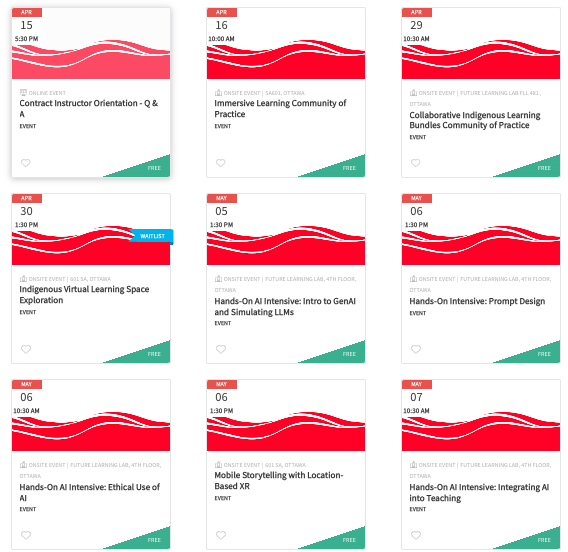 APR
15
5:30 PM
ONLINE EVENT
Contract Instructor Orientation - Q &
A
EVENT
FREE
APR
16
10:00 AM
ONSITE EVENT | SA601, OTTAWA
Immersive Learning Community of
Practice
EVENT
FREE
APR
29
10:30 AM
ONSITE EVENT | FUTURE LEARNING LAB FLL 461,
OTTAWA
Collaborative Indigenous Learning
Bundles Community of Practice
EVENT
FREE
APR
30
1:30 PM
WAITLIST
ONSITE EVENT | 601 SA, OTTAWA
Indigenous Virtual Learning Space
Exploration
EVENT
FREE
MAY
05
1:30 PM
ONSITE EVENT | FUTURE LEARNING LAB, 4TH FLOOR,
OTTAWA
Hands-On AI Intensive: Intro to GenAI
and Simulating LLMs
EVENT
FREE
MAY
06
1:30 PM
ONSITE EVENT | FUTURE LEARNING LAB, 4TH FLOOR,
OTTAWA
Hands-On Intensive: Prompt Design
EVENT
FREE
MAY
06
10:30 AM
ONSITE EVENT | FUTURE LEARNING LAB, 4TH FLOOR,
OTTAWA
Hands-On AI Intensive: Ethical Use of
AI
EVENT
FREE
MAY
06
1:30 PM
ONSITE EVENT | 601 SA, OTTAWA
Mobile Storytelling with Location-
Based XR
EVENT
FREE
MAY
07
10:30 AM
ONSITE EVENT | FUTURE LEARNING LAB, 4TH FLOOR,
OTTAWA
Hands-On AI Intensive: Integrating AI
into Teaching
EVENT
FREE